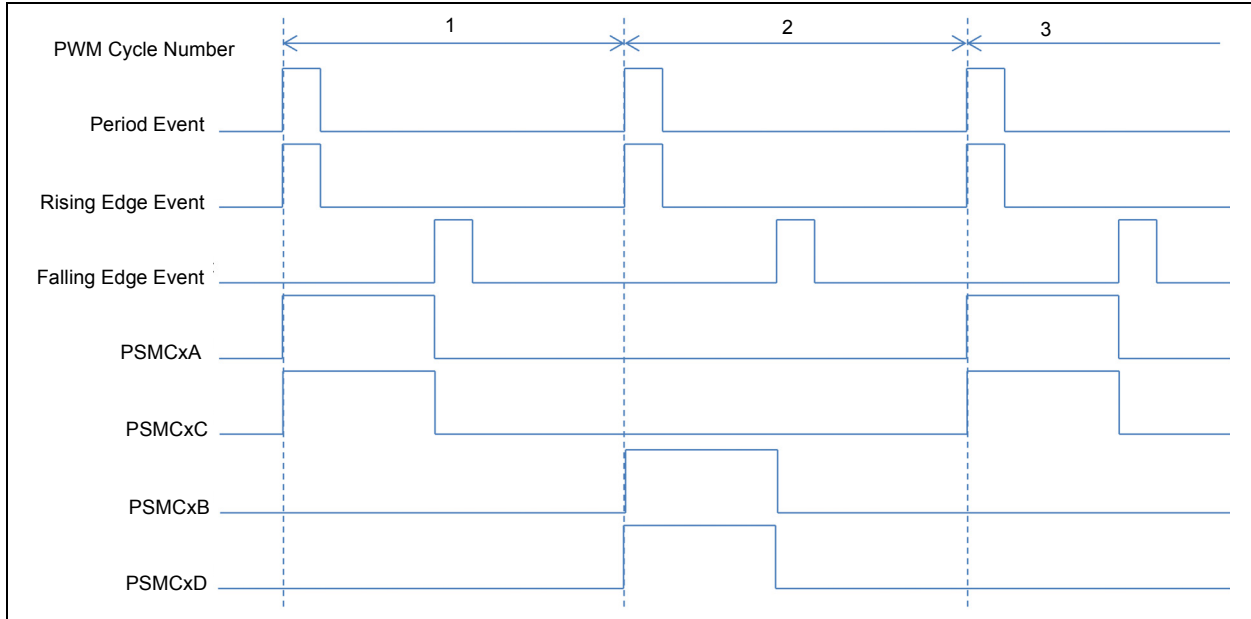 1
2
3
PWM Cycle Number
Period Event
Rising Edge Event
Falling Edge Event
PSMCxA
PSMCxC
PSMCxB
PSMCxD